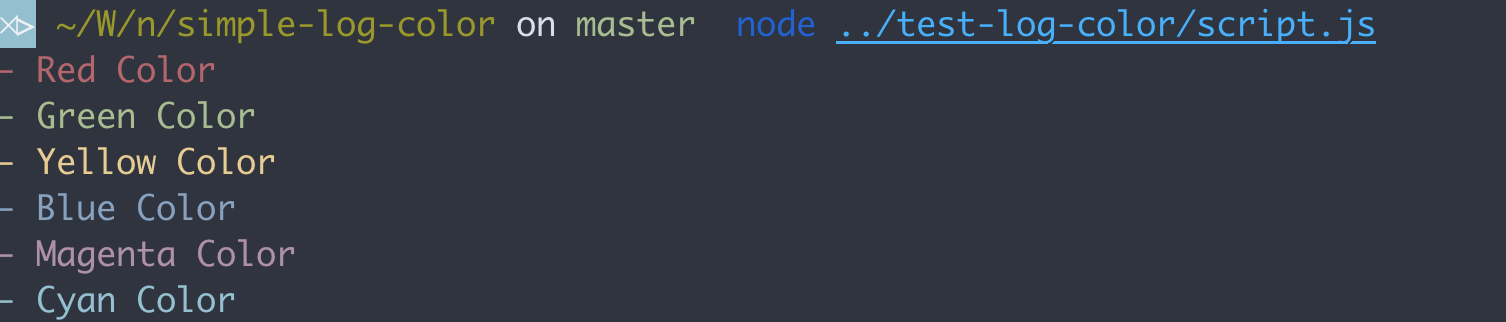 ~/W/n/simple-log-color on master node ../test-log-color/script.js
- Red Color
- Green Color
- Yellow Color
- Blue Color
- Magenta Color
- Cyan Color